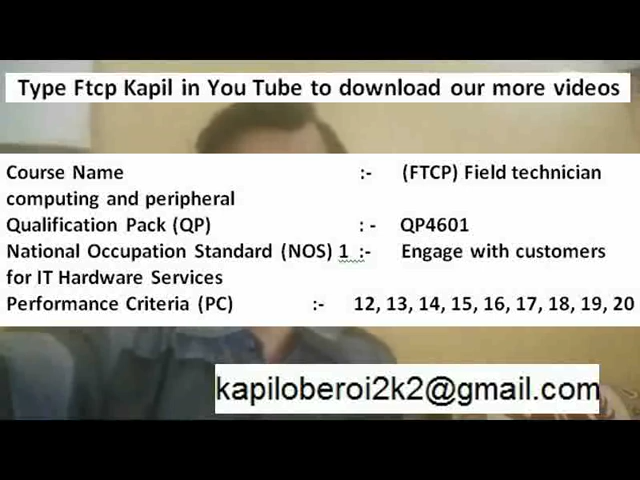 Type Ftcp Kapil in You Tube to download our more videos
Course Name :- (FTCP) Field technician
computing and peripheral
Qualification Pack (QP) : - QP4601
National Occupation Standard (NOS) 1 :- Engage with customers
for IT Hardware Services
Performance Criteria (PC) :- 12, 13, 14, 15, 16, 17, 18, 19, 20
kapiloberoi2k2@gmail.com